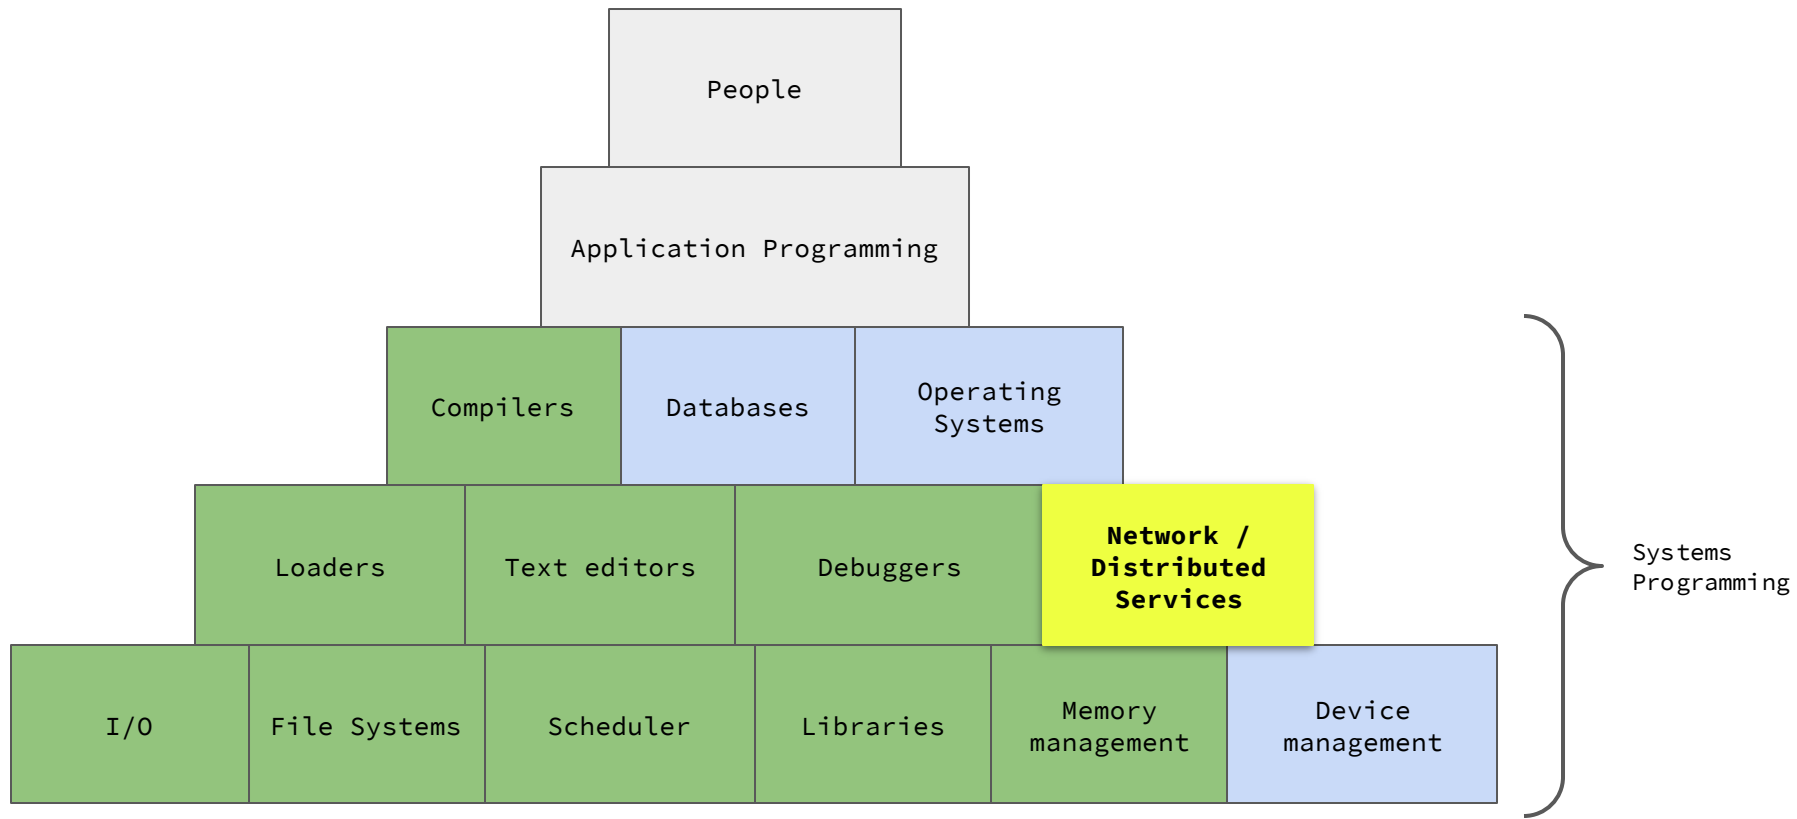 People
Application Programming
Compilers
Databases
Operating
Systems
Loaders
Text editors
Debuggers
Network /
Distributed
Services
Systems
Programming
I/O
File Systems
Scheduler
Libraries
Memory
management
Device
management